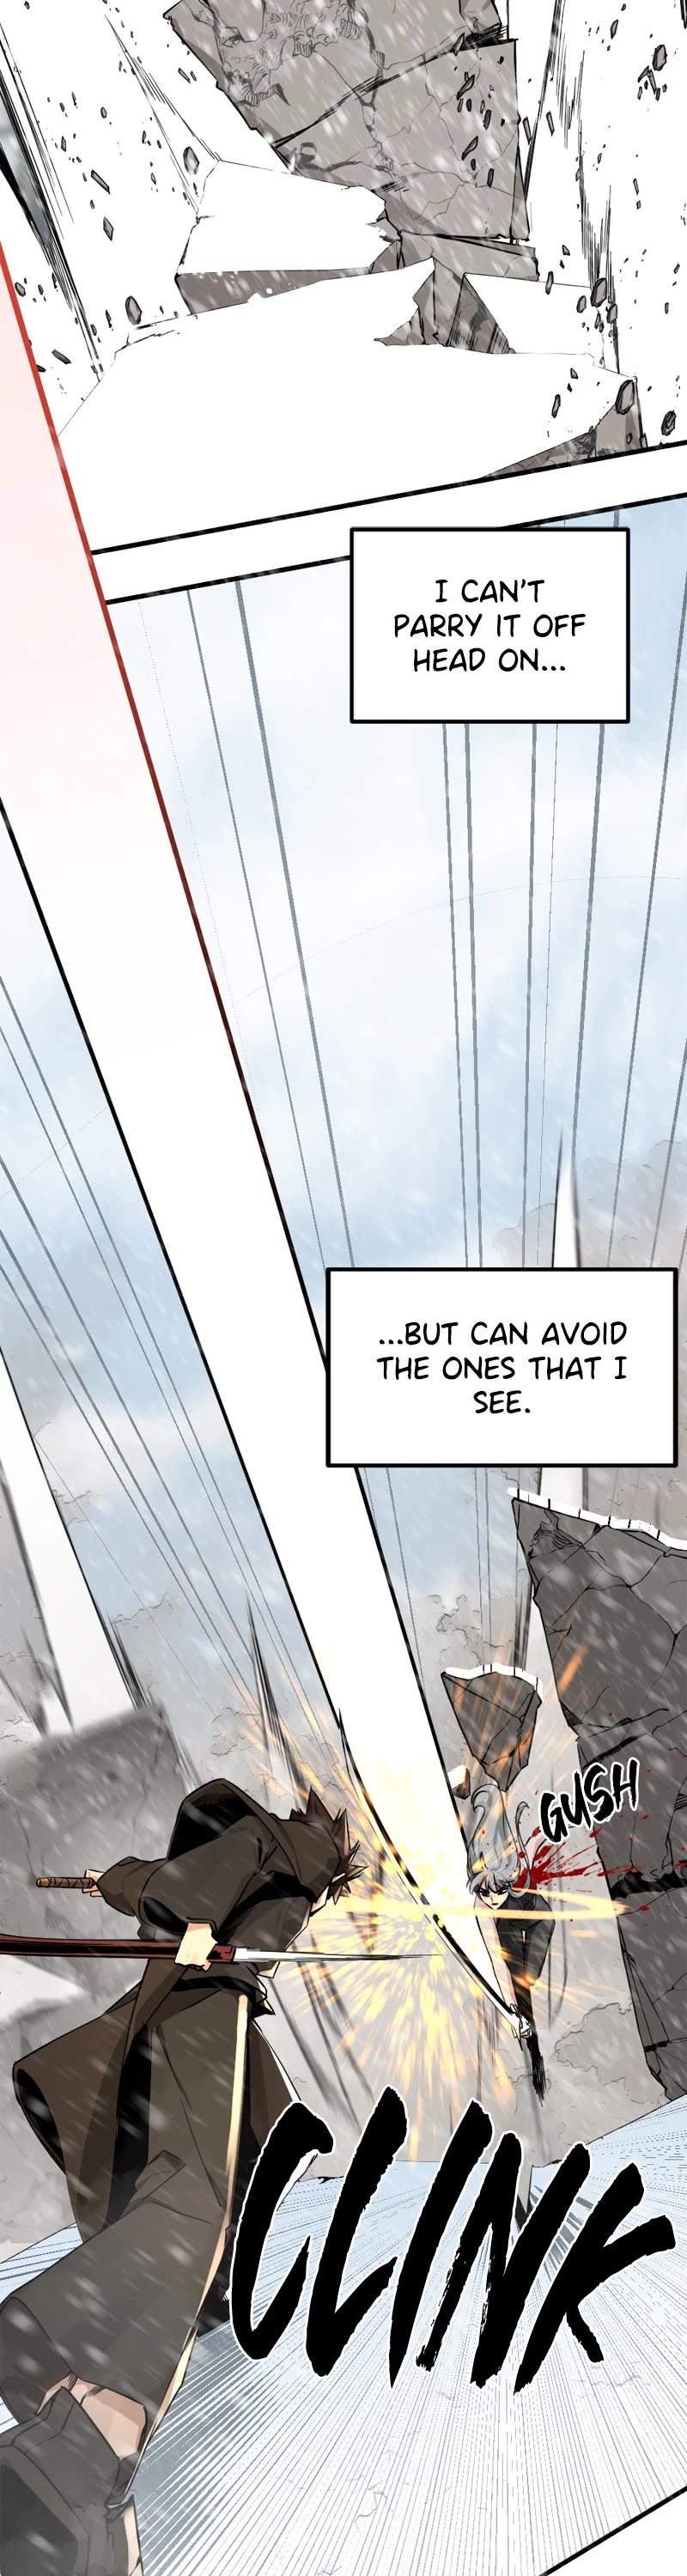 I CAN'T
PARRY IT OFF
HEAD ON...
...BUT CAN AVOID
THE ONES THAT I
SEE.
GUSH
CLINK